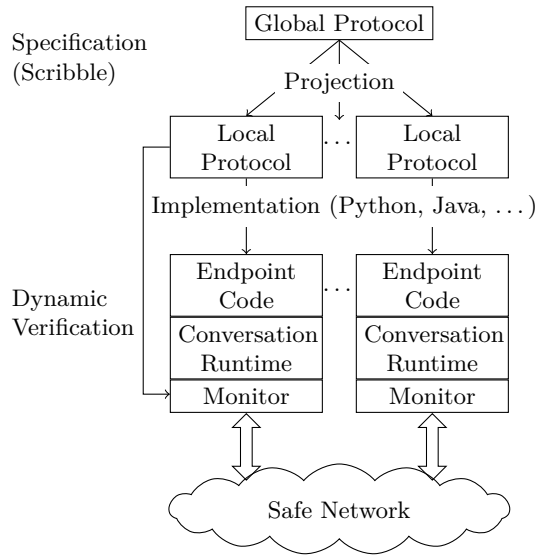 Global Protocol
Specification
(Scribble)
Projection
Local
Protocol
...
Local
Protocol
Implementation (Python, Java, ...)
Endpoint
Code
...
Endpoint
Code
Dynamic
Verification
Conversation
Runtime
Conversation
Runtime
Monitor
Monitor
Safe Network